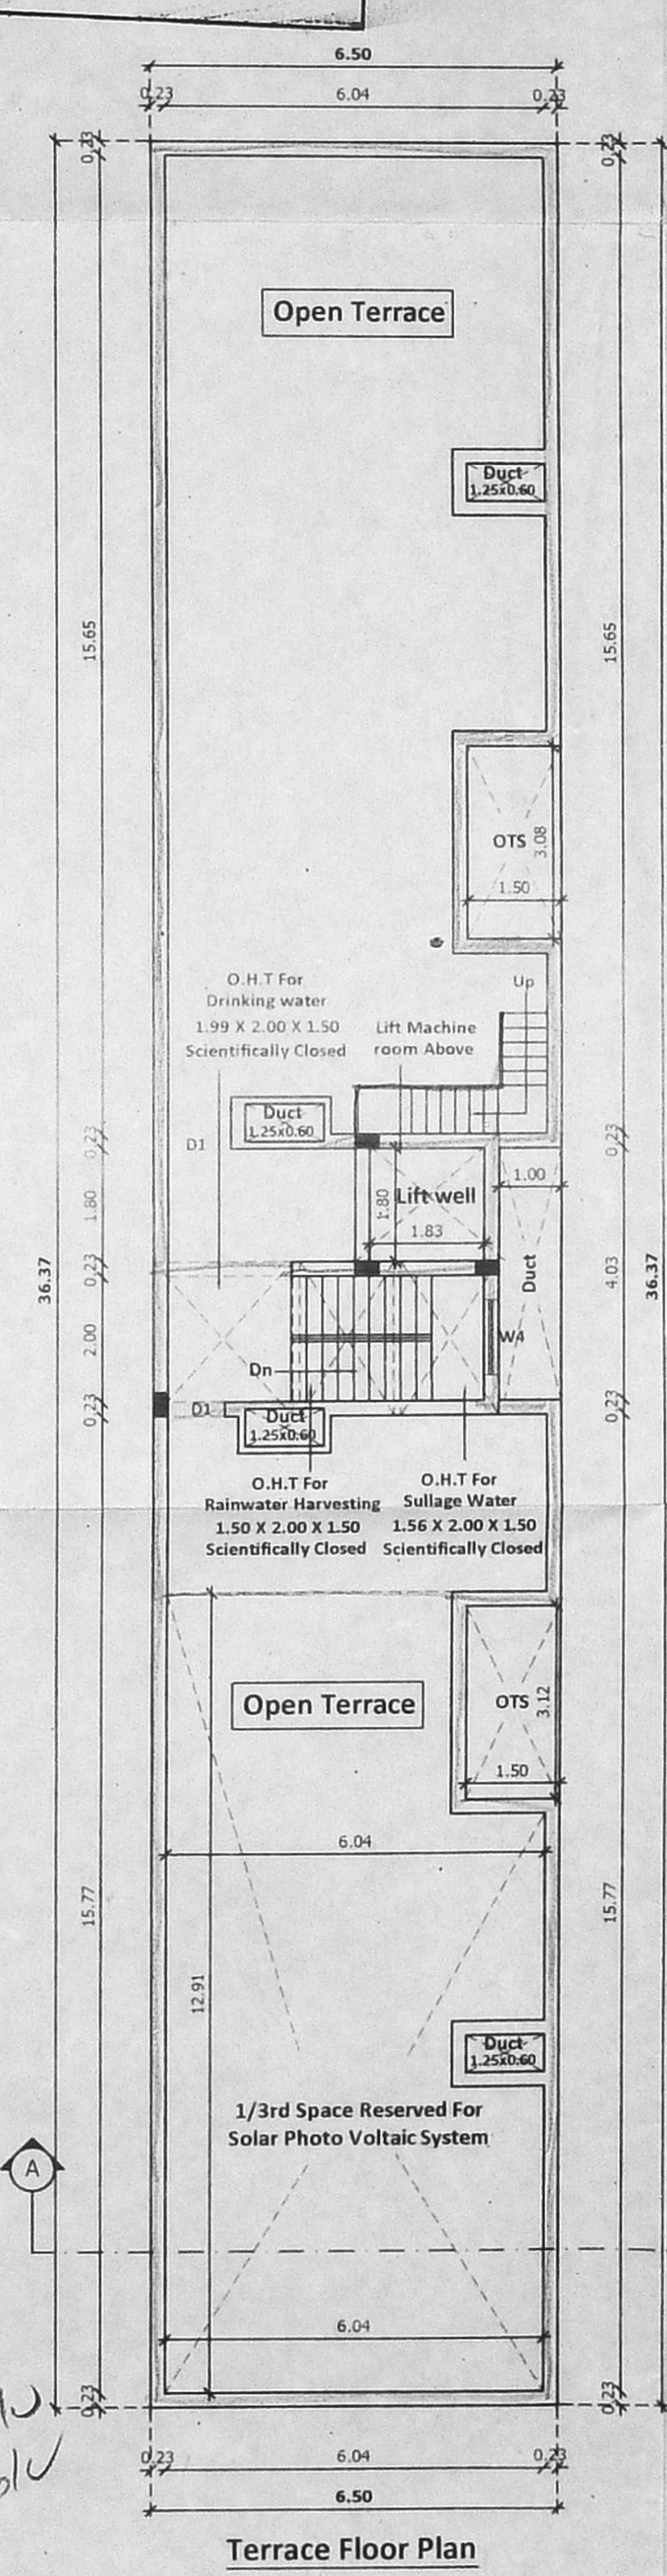 6.50
0.23 6.04 0.23
0.23 0.23
Open Terrace
Duct
1.25x0.60
15.65 15.65
OTS 3.08
1.50
O.H.T For
Drinking water
1.99 X 2.00 X 1.50
Scientifically Closed
Lift Machine
room Above
Up
Duct
1.25x0.60
D1
0.23 0.23
1.80
1.80 Lift well
1.83
1.00
0.23
36.37 36.37
4.03
Duct
2.00
W4
Dn
0.23 0.23
D1
Duct
1.25x0.60
O.H.T For
Rainwater Harvesting
1.50 X 2.00 X 1.50
Scientifically Closed
O.H.T For
Sullage Water
1.56 X 2.00 X 1.50
Scientifically Closed
Open Terrace
OTS 3.12
1.50
6.04
15.77 15.77
12.91
Duct
1.25x0.60
1/3rd Space Reserved For
Solar Photo Voltaic System
A
6.04
0.23 0.23
0.23 6.04 0.23
6.50
Terrace Floor Plan